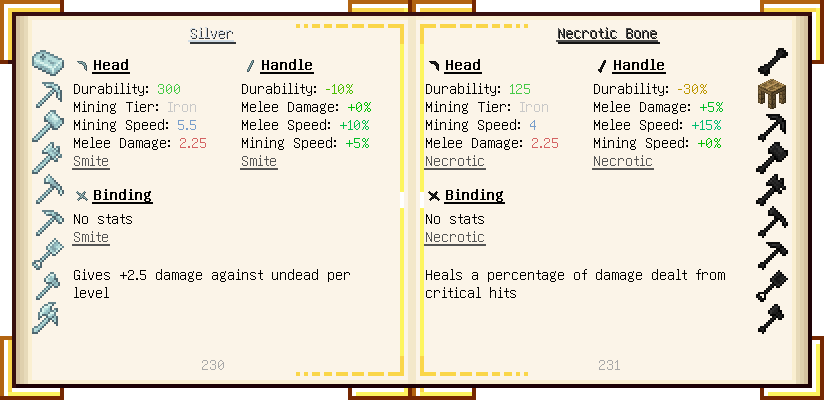 Silver
Head
Durability: 300
Mining Tier: Iron
Mining Speed: 5.5
Melee Damage: 2.25
Smite
Handle
Durability: -10%
Melee Damage: +0%
Melee Speed: +10%
Mining Speed: +5%
Smite
Binding
No stats
Smite
Gives +2.5 damage against undead per
level
230
Necrotic Bone
Head
Durability: 125
Mining Tier: Iron
Mining Speed: 4
Melee Damage: 2.25
Necrotic
Handle
Durability: -30%
Melee Damage: +5%
Melee Speed: +15%
Mining Speed: +0%
Necrotic
Binding
No stats
Necrotic
Heals a percentage of damage dealt from
critical hits
231